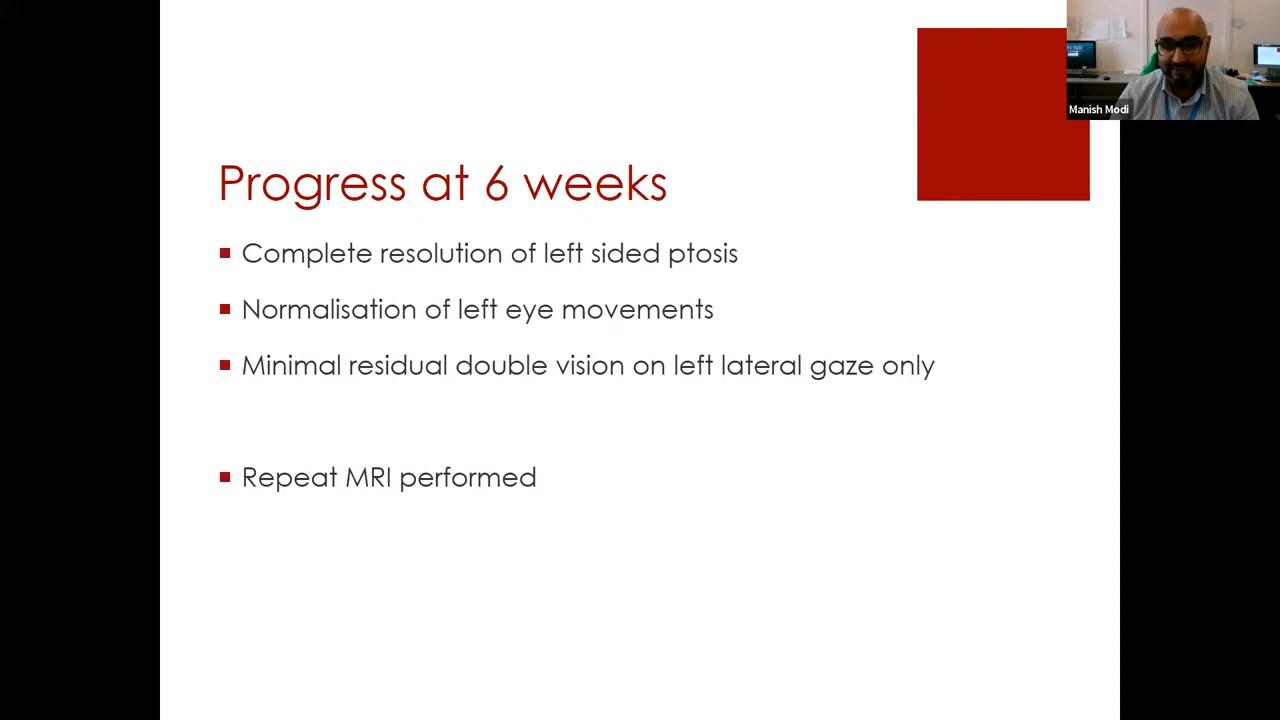 Manish Modi
Progress at 6 weeks
Complete resolution of left sided ptosis
Normalisation of left eye movements
Minimal residual double vision on left lateral gaze only
Repeat MRI performed